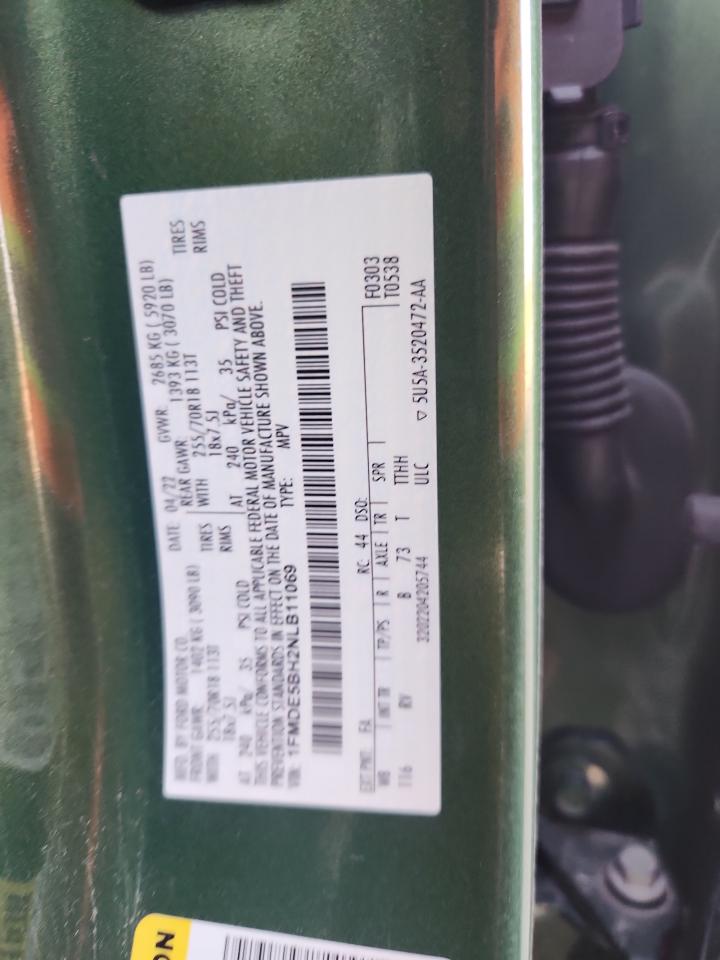 MFD. BY FORD MOTOR CO. DATE: 04/22 GVWR: 2685 KG ( 5920 LB)
FRONT GAWR: 1402 KG ( 3090 LB) REAR GAWR: 1393 KG ( 3070 LB)
WITH 255/70R18 113T TIRES WITH 255/70R18 113T TIRES
18x7.5J RIMS 18x7.5J RIMS
AT 240 kPa/ 35 PSI COLD AT 240 kPa/ 35 PSI COLD
THIS VEHICLE CONFORMS TO ALL APPLICABLE FEDERAL MOTOR VEHICLE SAFETY AND THEFT
PREVENTION STANDARDS IN EFFECT ON THE DATE OF MANUFACTURE SHOWN ABOVE.
VIN: 1FMDE5BH2NLB11069 TYPE: MPV
F0303
T0538
EXT PNT: FA RC: 44 DSO:
WB INT TR TP/PS R AXLE TR SPR
116 RV B 73 T TTHH
3202204205744 ULC ▽ 5U5A-3520472-AA
ON